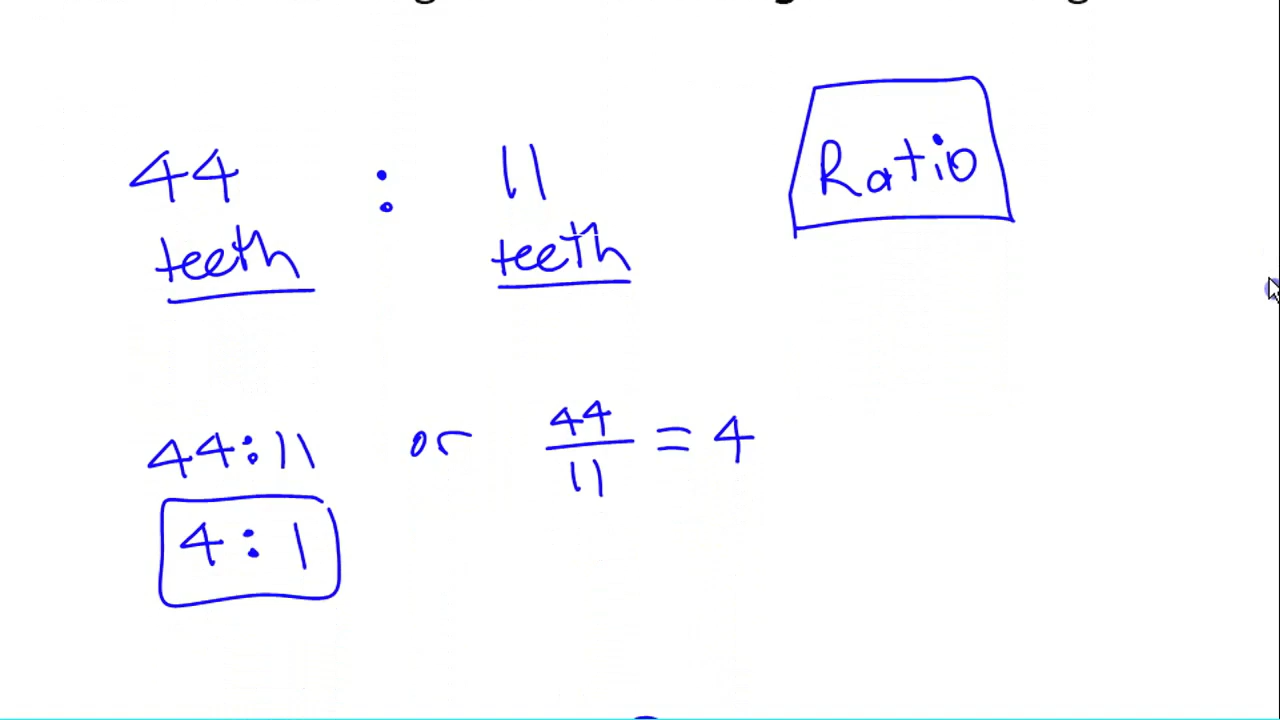 44 : 11
teeth teeth
Ratio
44:11 or 44/11 = 4
4:1